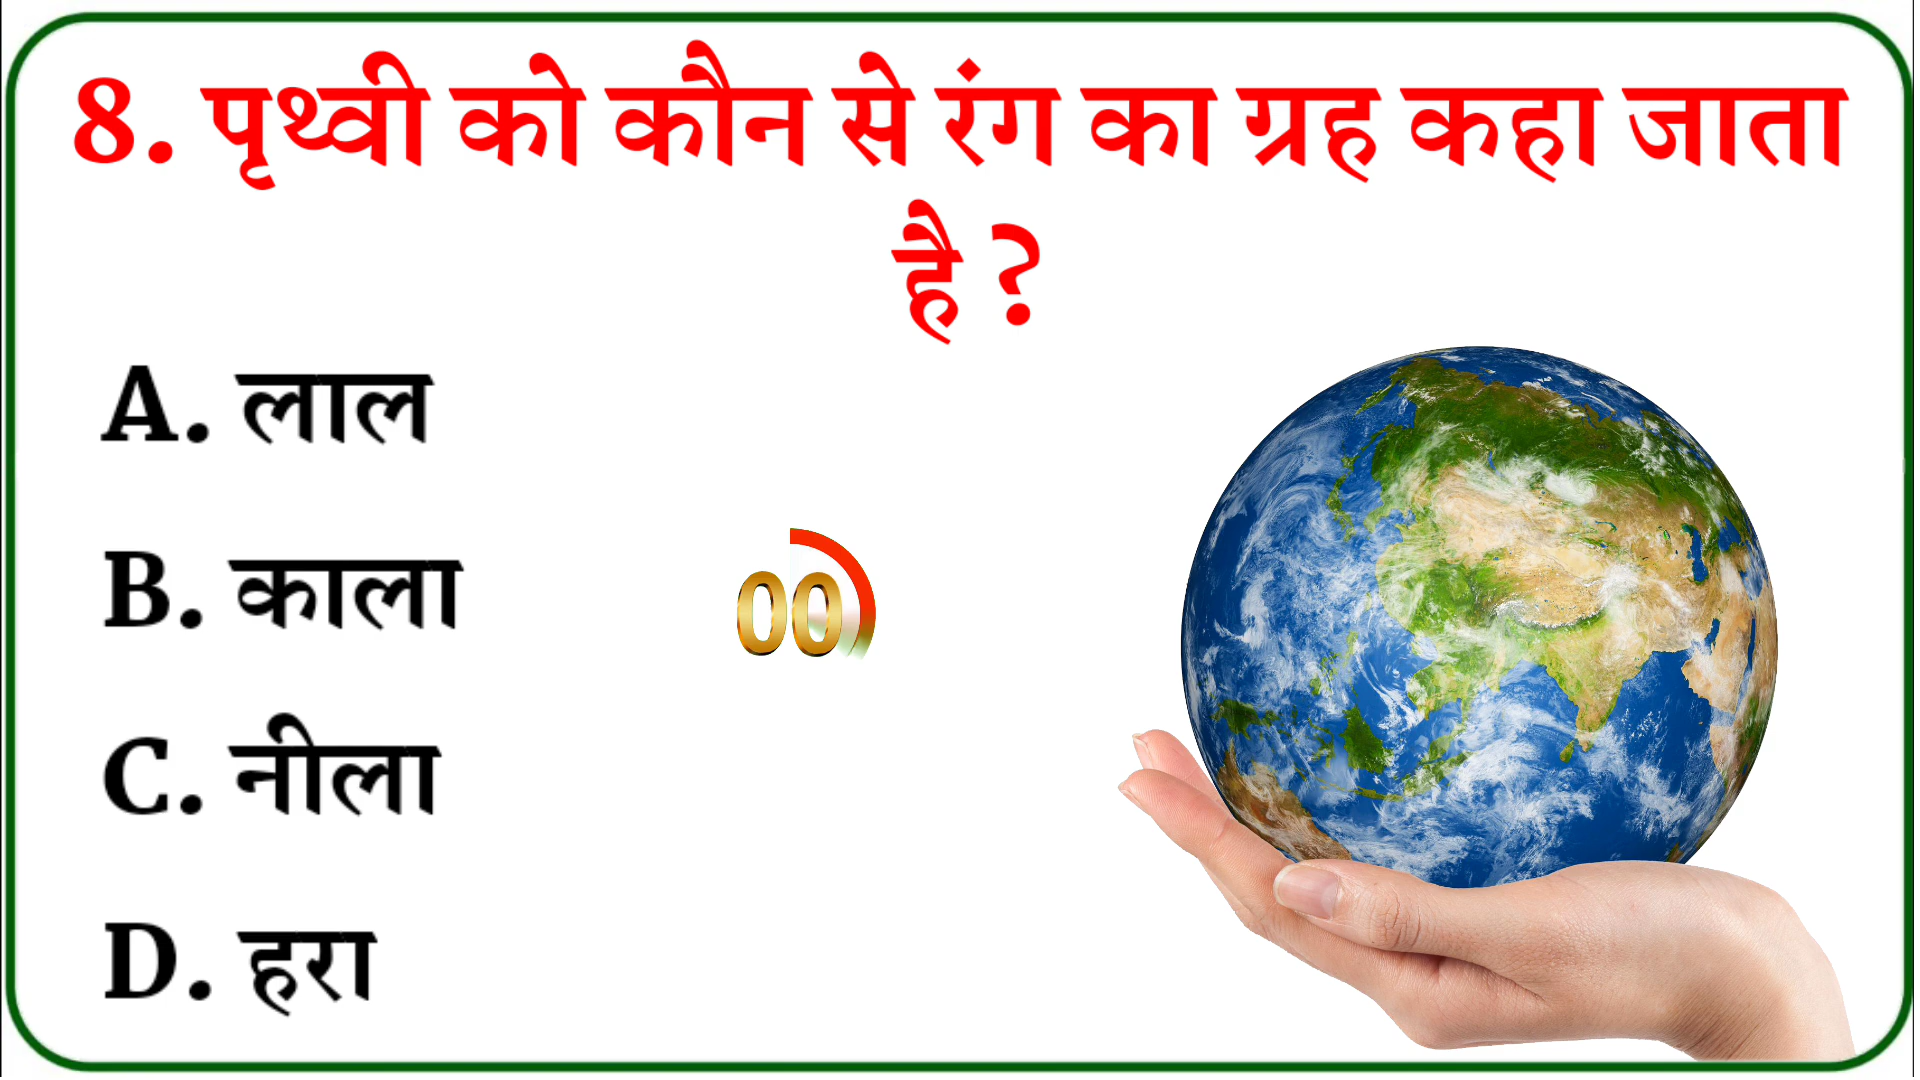 8. पृथ्वी को कौन से रंग का ग्रह कहा जाता
है ?
A. लाल
B. काला
00
C. नीला
D. हरा